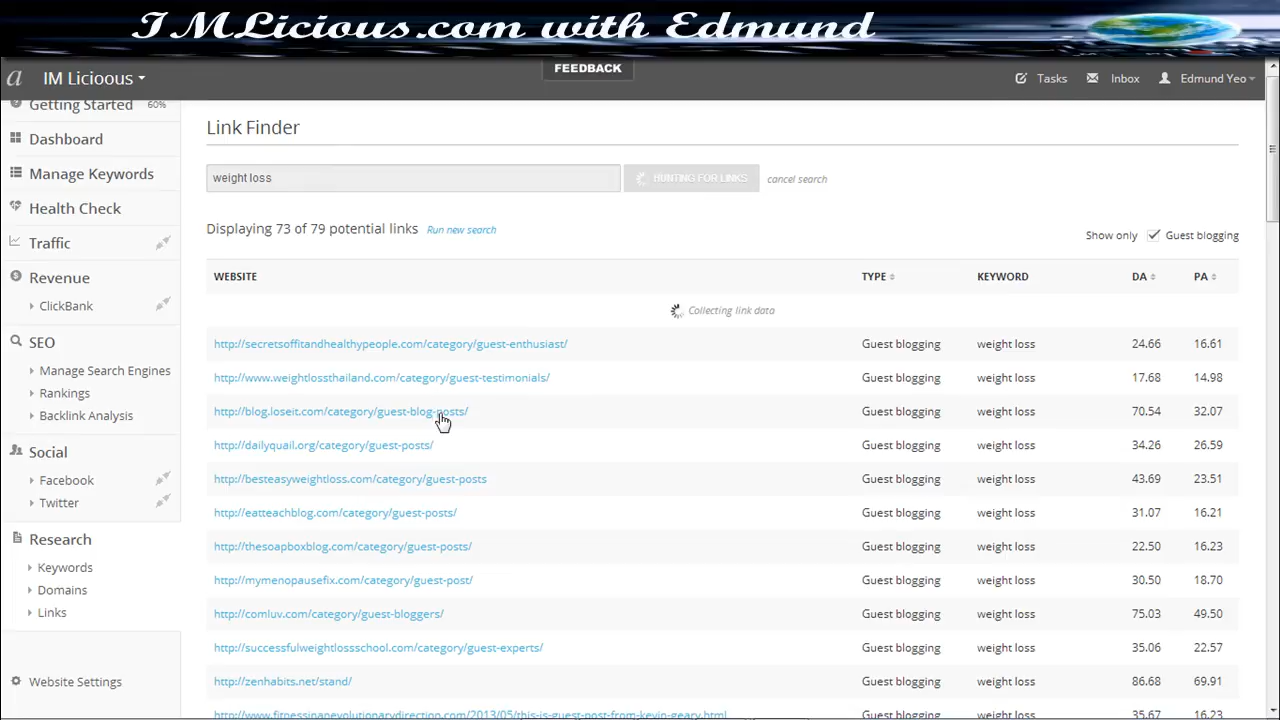 IMLicious.com with Edmund
a IM Licioous FEEDBACK Tasks Inbox Edmund Yeo
Getting Started 60%
Dashboard
Manage Keywords
Health Check
Traffic
Revenue
ClickBank
SEO
Manage Search Engines
Rankings
Backlink Analysis
Social
Facebook
Twitter
Research
Keywords
Domains
Links
Website Settings
Link Finder
weight loss HUNTING FOR LINKS cancel search
Displaying 73 of 79 potential links Run new search Show only Guest blogging
WEBSITE TYPE KEYWORD DA PA
Collecting link data
http://secretsoffitandhealthypeople.com/category/guest-enthusiast/ Guest blogging weight loss 24.66 16.61
http://www.weightlossthailand.com/category/guest-testimonials/ Guest blogging weight loss 17.68 14.98
http://blog.loseit.com/category/guest-blog-posts/ Guest blogging weight loss 70.54 32.07
http://dailyquail.org/category/guest-posts/ Guest blogging weight loss 34.26 26.59
http://besteasyweightloss.com/category/guest-posts Guest blogging weight loss 43.69 23.51
http://eatteachblog.com/category/guest-posts/ Guest blogging weight loss 31.07 16.21
http://thesoapboxblog.com/category/guest-posts/ Guest blogging weight loss 22.50 16.23
http://mymenopausefix.com/category/guest-post/ Guest blogging weight loss 30.50 18.70
http://comluv.com/category/guest-bloggers/ Guest blogging weight loss 75.03 49.50
http://successfulweightlossschool.com/category/guest-experts/ Guest blogging weight loss 35.06 22.57
http://zenhabits.net/stand/ Guest blogging weight loss 86.68 69.91
http://www.fitnessinanevolutionarydirection.com/2013/05/this-is-guest-post-from-kevin-geary.html Guest blogging weight loss 35.67 16.23